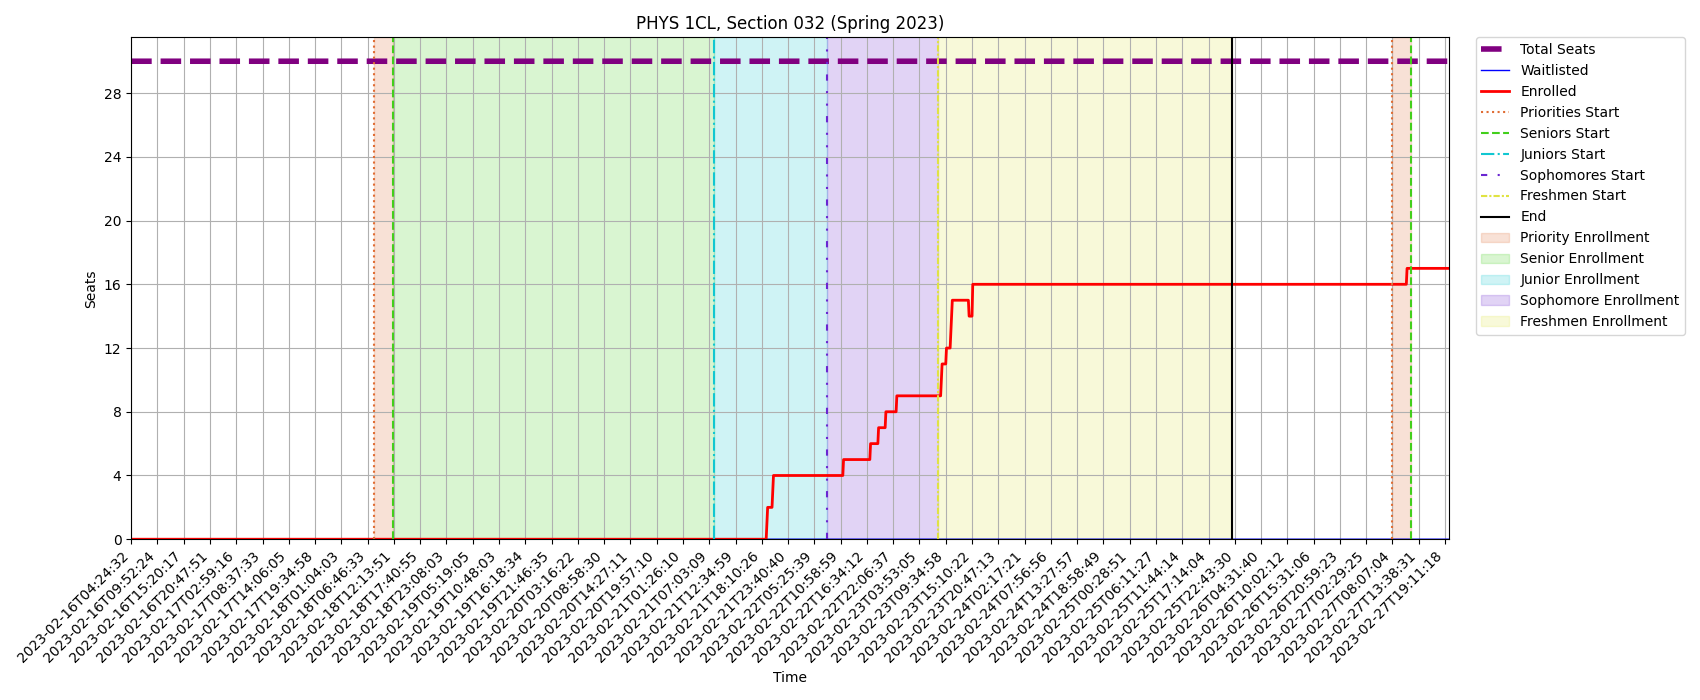 PHYS 1CL, Section 032 (Spring 2023)
Seats
28
24
20
16
12
8
4
0
2023-02-16T04:24:32
2023-02-16T09:52:24
2023-02-16T15:20:17
2023-02-16T20:47:51
2023-02-17T02:59:16
2023-02-17T08:37:33
2023-02-17T14:06:05
2023-02-17T19:34:58
2023-02-18T01:04:03
2023-02-18T06:46:33
2023-02-18T12:13:51
2023-02-18T17:40:55
2023-02-18T23:08:03
2023-02-19T05:19:05
2023-02-19T10:48:03
2023-02-19T16:18:34
2023-02-19T21:46:35
2023-02-20T03:16:22
2023-02-20T08:58:30
2023-02-20T14:27:11
2023-02-20T19:57:10
2023-02-21T01:26:10
2023-02-21T07:03:09
2023-02-21T12:34:59
2023-02-21T18:10:26
2023-02-21T23:40:40
2023-02-22T05:25:39
2023-02-22T10:58:59
2023-02-22T16:34:12
2023-02-22T22:06:37
2023-02-23T03:53:05
2023-02-23T09:34:58
2023-02-23T15:10:22
2023-02-23T20:47:13
2023-02-24T02:17:21
2023-02-24T07:56:56
2023-02-24T13:27:57
2023-02-24T18:58:49
2023-02-25T00:28:51
2023-02-25T06:11:27
2023-02-25T11:44:14
2023-02-25T17:14:04
2023-02-25T22:43:30
2023-02-26T04:31:40
2023-02-26T10:02:12
2023-02-26T15:31:06
2023-02-26T20:59:23
2023-02-27T02:29:25
2023-02-27T08:07:04
2023-02-27T13:38:31
2023-02-27T19:11:18
Time
Total Seats
Waitlisted
Enrolled
Priorities Start
Seniors Start
Juniors Start
Sophomores Start
Freshmen Start
End
Priority Enrollment
Senior Enrollment
Junior Enrollment
Sophomore Enrollment
Freshmen Enrollment